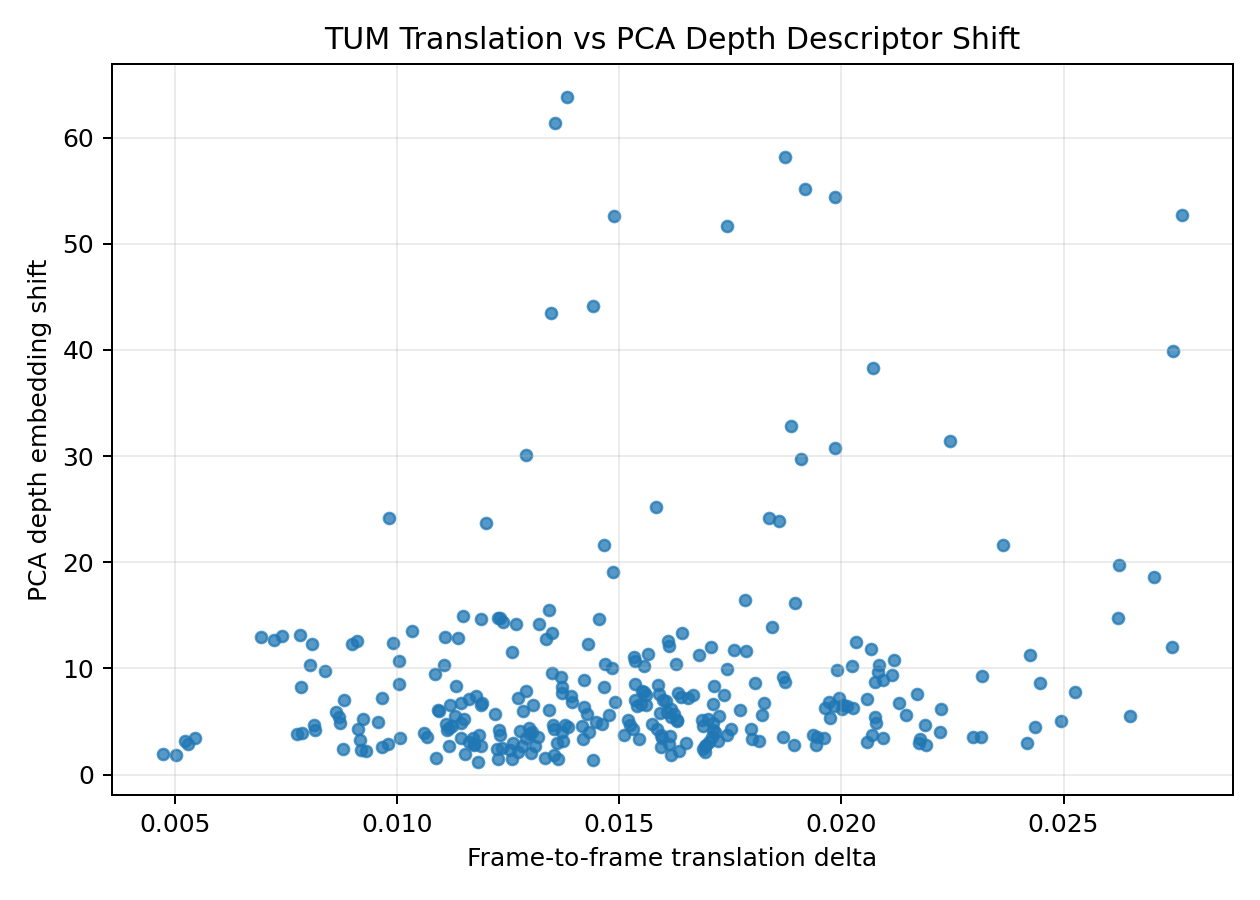 TUM Translation vs PCA Depth Descriptor Shift
PCA depth embedding shift
60
50
40
30
20
10
0
0.005 0.010 0.015 0.020 0.025
Frame-to-frame translation delta